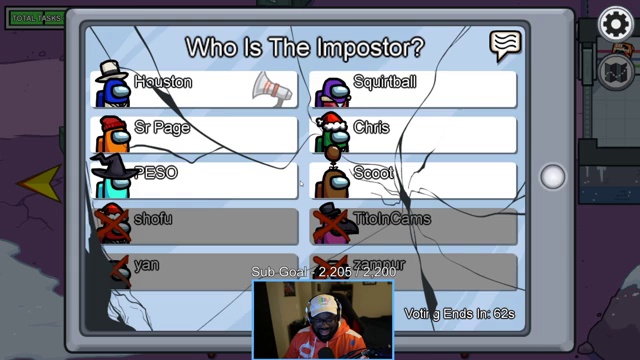 TOTAL TASKS
Who Is The Impostor?
Houston
Squirtball
Sr Page
Chris
PESO
Scoot
shofu
TitoInCams
yan
zampur
Sub-Goal - 2,205 / 2,200
Voting Ends In: 62s